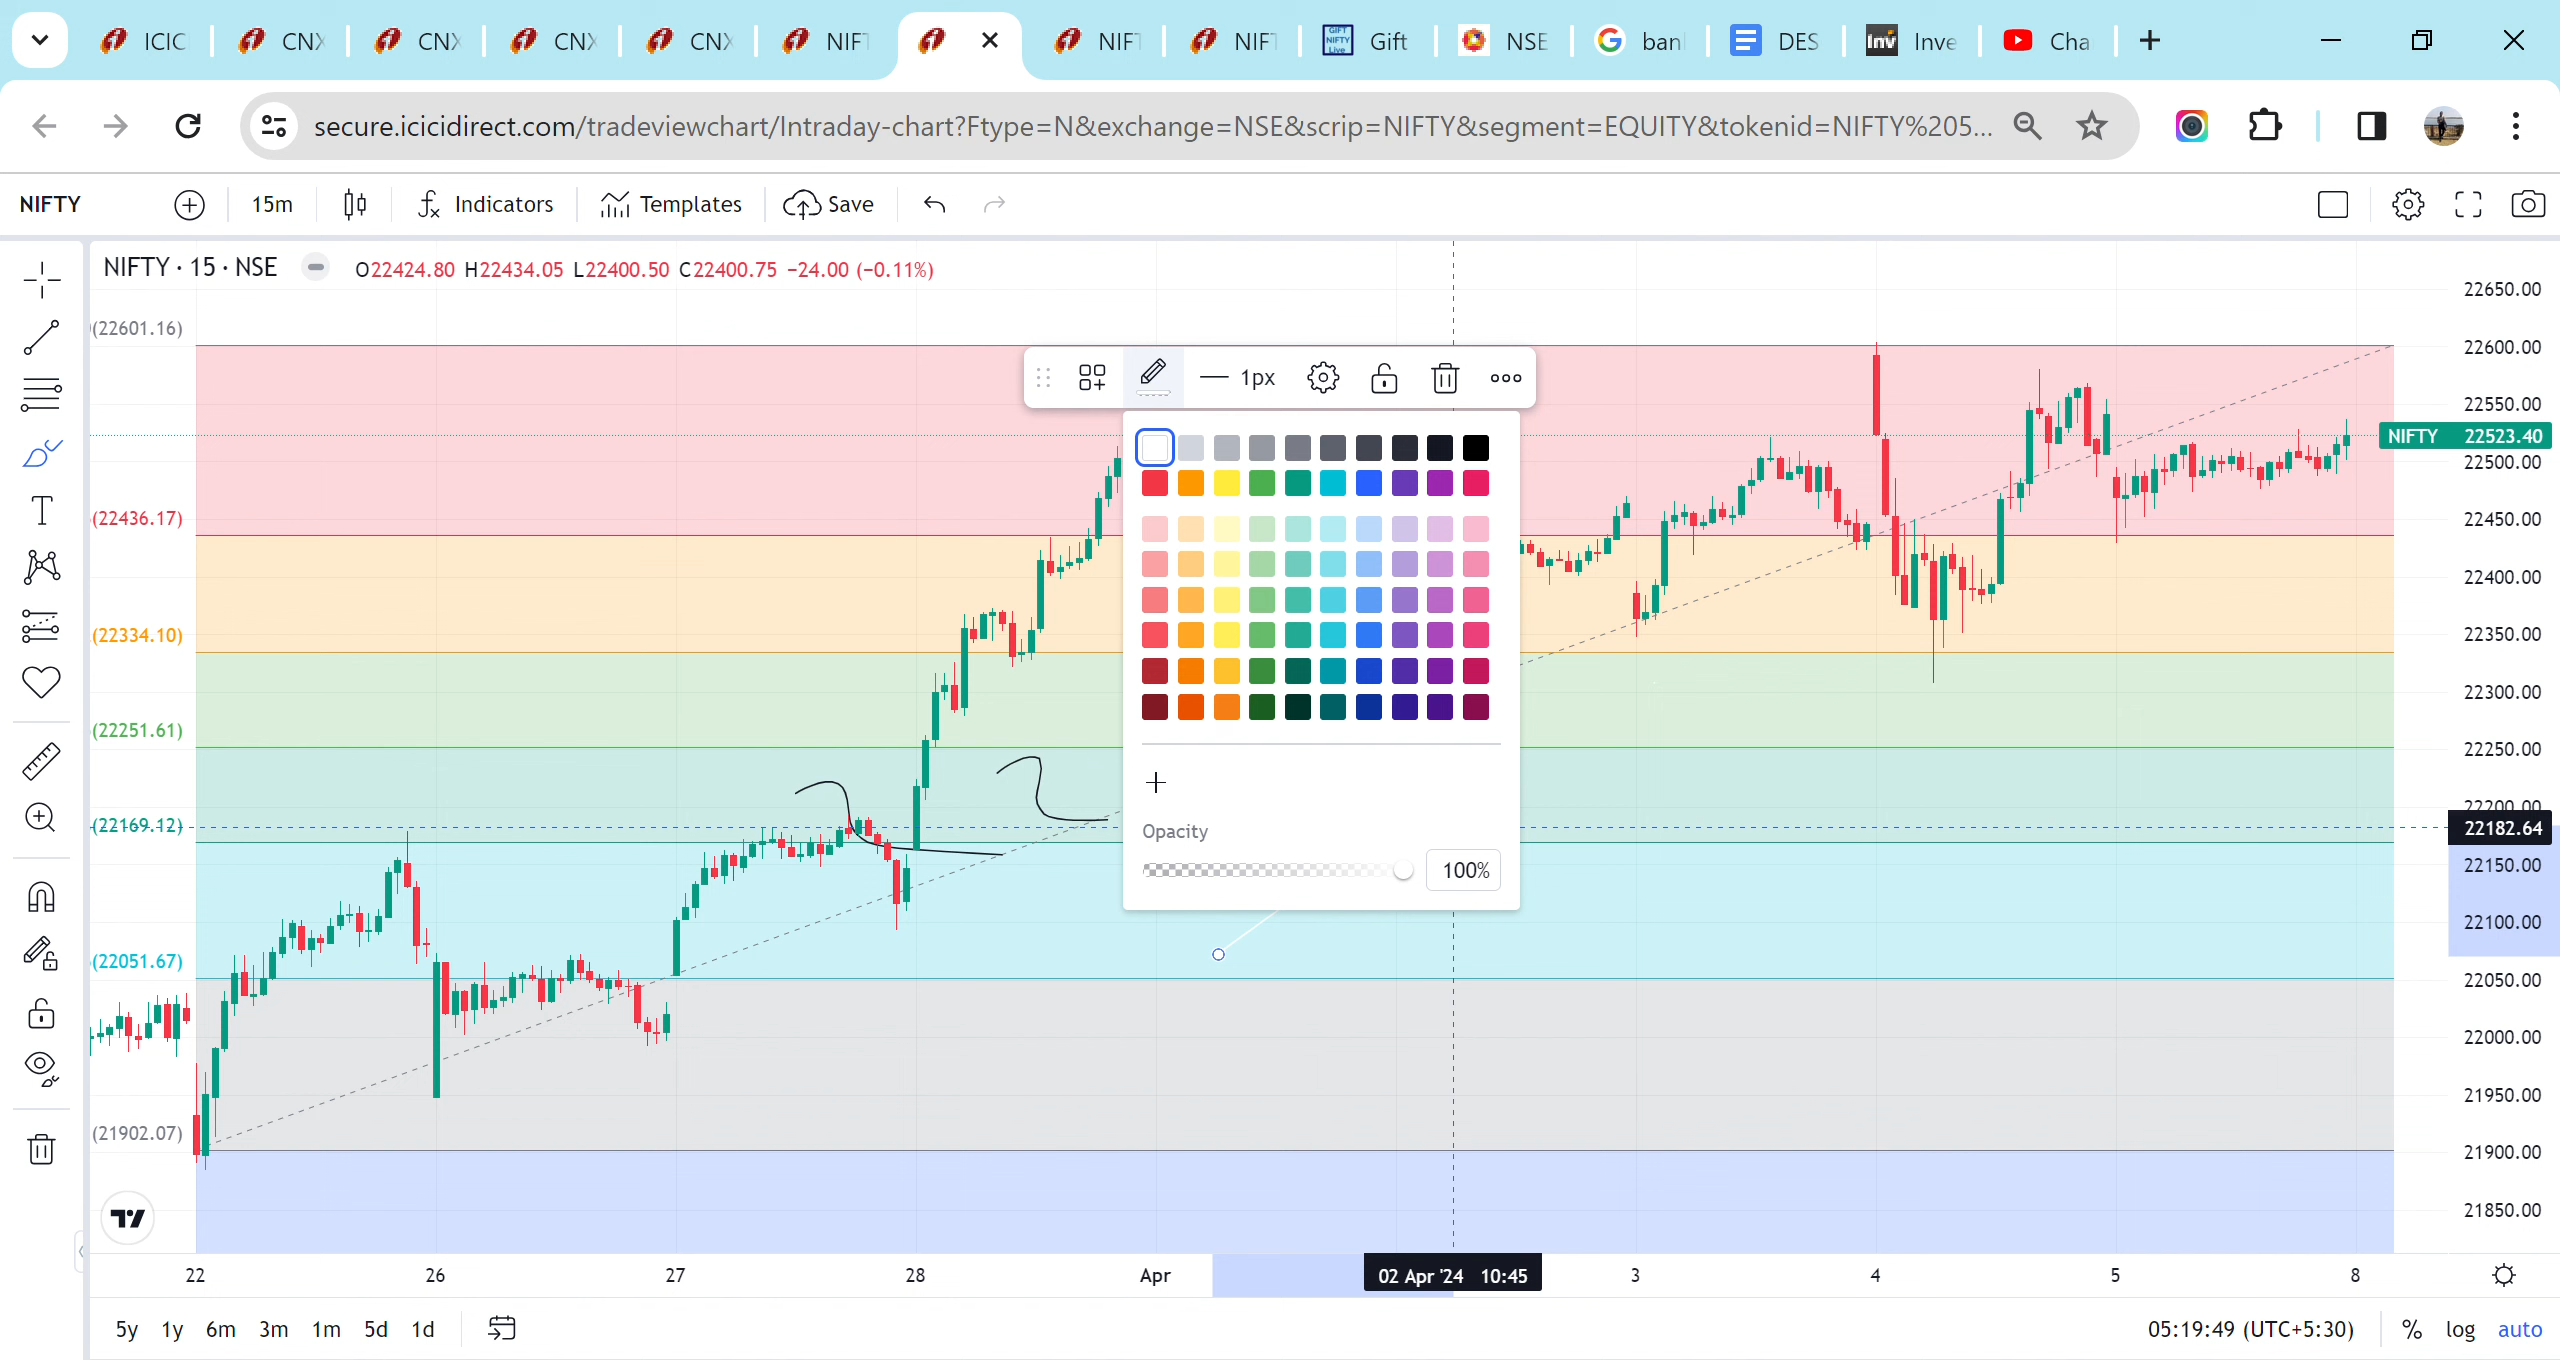 ICIC CNX CNX CNX CNX NIFT NIFT NIFT Gift NSE ban DES Inve Cha
secure.icicidirect.com/tradeviewchart/Intraday-chart?Ftype=N&exchange=NSE&scrip=NIFTY&segment=EQUITY&tokenid=NIFTY%205...
NIFTY 15m Indicators Templates Save
NIFTY · 15 · NSE O22424.80 H22434.05 L22400.50 C22400.75 −24.00 (−0.11%)
22650.00
(22601.16)
22600.00
1px
22550.00
NIFTY 22523.40
22500.00
(22436.17)
22450.00
22400.00
(22334.10)
22350.00
22300.00
(22251.61)
22250.00
22200.00
(22169.12)
22182.64
Opacity
100%
22150.00
22100.00
(22051.67)
22050.00
22000.00
21950.00
(21902.07)
21900.00
21850.00
22 26 27 28 Apr 02 Apr '24 10:45 3 4 5 8
5y 1y 6m 3m 1m 5d 1d 05:19:49 (UTC+5:30) % log auto